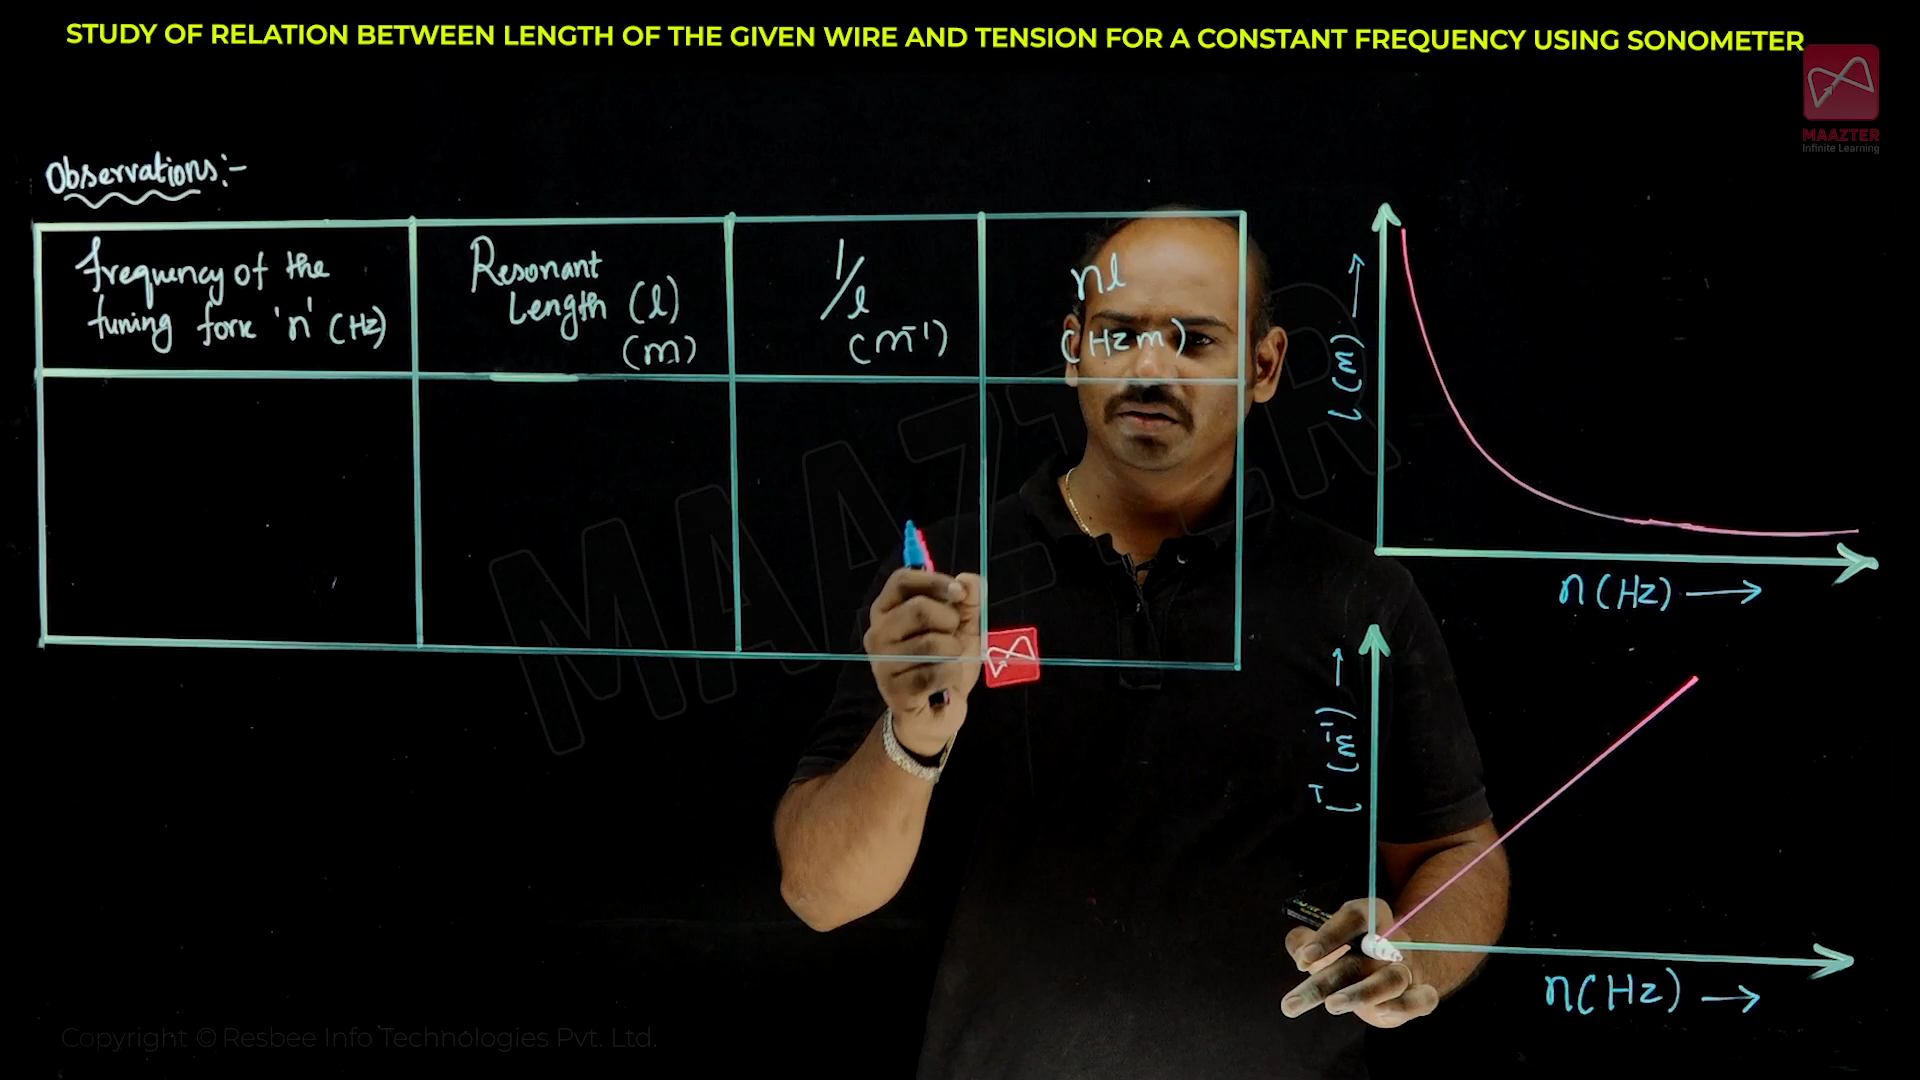 STUDY OF RELATION BETWEEN LENGTH OF THE GIVEN WIRE AND TENSION FOR A CONSTANT FREQUENCY USING SONOMETER
MAAZTER
Infinite Learning
Observations:-
frequency of the
tuning fork 'n' (Hz)
Resonant
Length (l)
(m)
1/l
(m⁻¹)
nl
(Hz m)
l (m) →
n (Hz) →
l⁻¹ (m⁻¹) →
n (Hz) →
MAAZTER
Copyright © Resbee Info Technologies Pvt. Ltd.